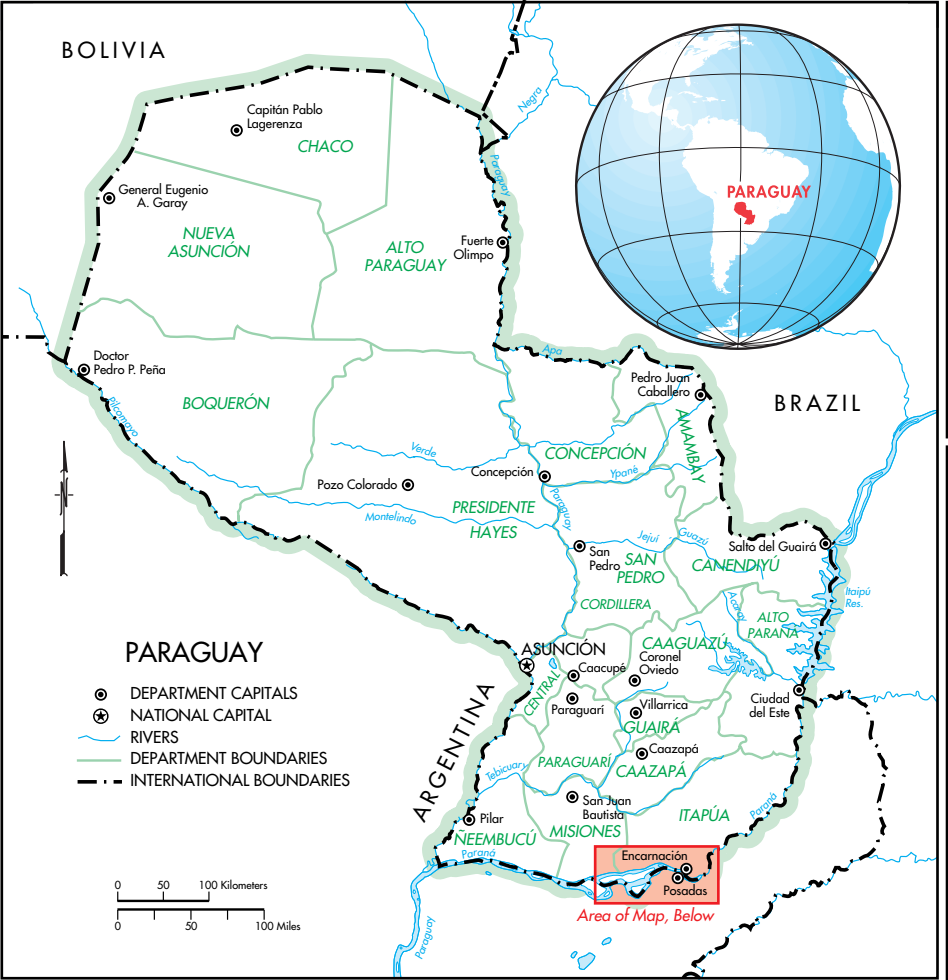 BOLIVIA
Capitán Pablo
Lagerenza
CHACO
Negra
Paraguay
PARAGUAY
General Eugenio
A. Garay
NUEVA
ASUNCIÓN
ALTO
PARAGUAY
Fuerte
Olimpo
Doctor
Pedro P. Peña
Apa
Pedro Juan
Caballero
BRAZIL
BOQUERÓN
Pilcomayo
AMAMBAY
Verde
CONCEPCIÓN
Concepción
Ypané
N
Pozo Colorado
PRESIDENTE
HAYES
Paraguay
Montelindo
San
Pedro
Jejuí
Guazú
Salto del Guairá
SAN
PEDRO
CANENDIYÚ
Itaipú
Res.
CORDILLERA
Acaray
ALTO
PARAÑA
PARAGUAY
ASUNCIÓN
CAAGUAZÚ
Caacupé
Coronel
Oviedo
CENTRAL
DEPARTMENT CAPITALS
NATIONAL CAPITAL
RIVERS
DEPARTMENT BOUNDARIES
INTERNATIONAL BOUNDARIES
ARGENTINA
Paraguarí
Villarrica
GUAIRÁ
Ciudad
del Este
Caazapá
PARAGUARÍ
CAAZAPÁ
Tebicuary
San Juan
Bautista
Paraná
ITAPÚA
Pilar
ÑEEMBUCÚ
MISIONES
Paraná
Encarnación
Posadas
Area of Map, Below
0 50 100 Kilometers
0 50 100 Miles
Paraguay